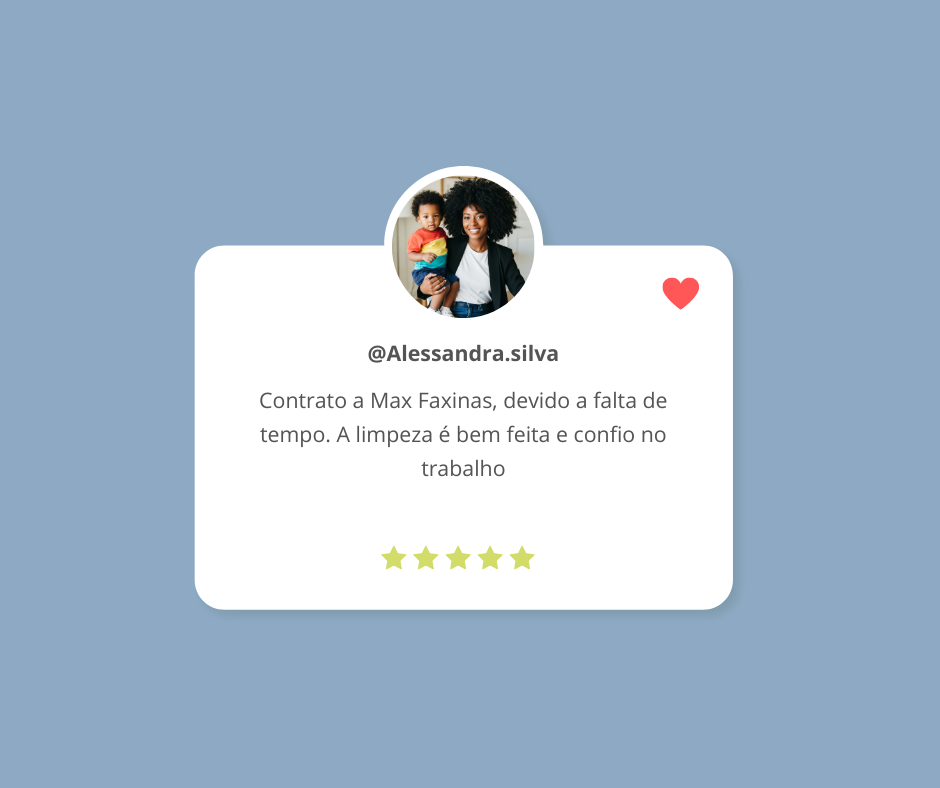 @Alessandra.silva
Contrato a Max Faxinas, devido a falta de
tempo. A limpeza é bem feita e confio no
trabalho